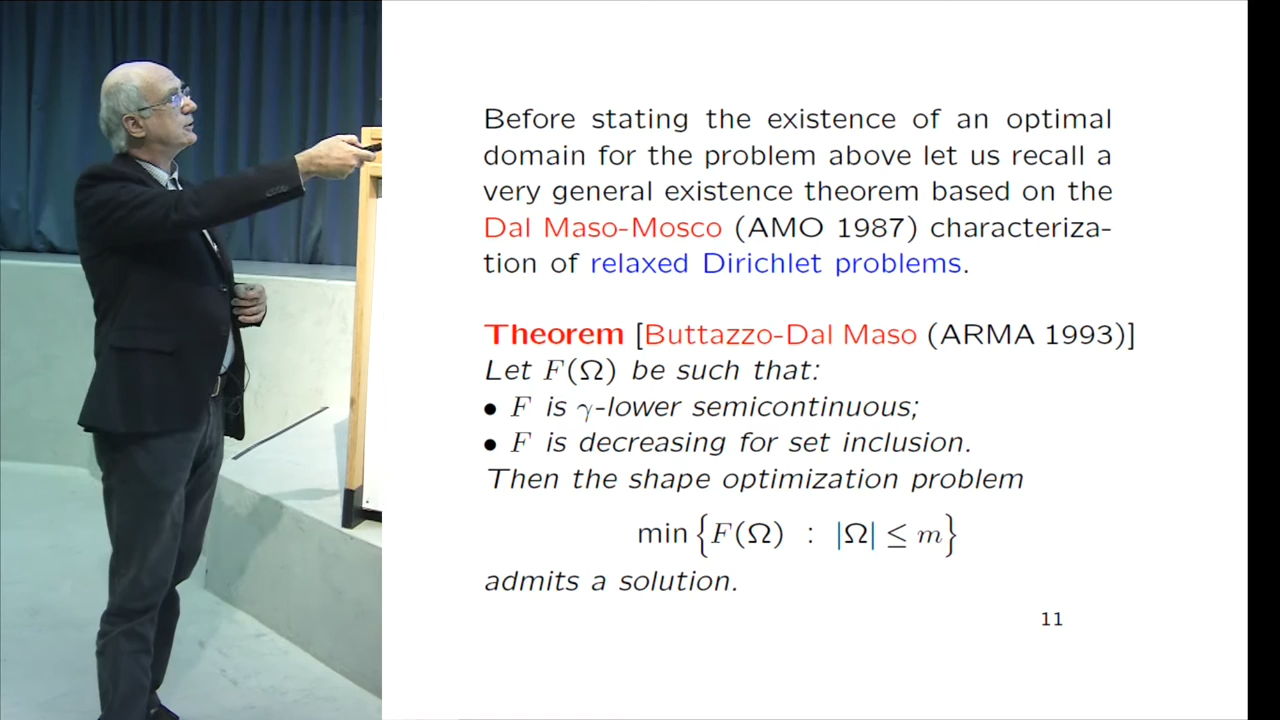 Before stating the existence of an optimal
domain for the problem above let us recall a
very general existence theorem based on the
Dal Maso-Mosco (AMO 1987) characteriza-
tion of relaxed Dirichlet problems.
Theorem [Buttazzo-Dal Maso (ARMA 1993)]
Let F(Ω) be such that:
• F is γ-lower semicontinuous;
• F is decreasing for set inclusion.
Then the shape optimization problem
min {F(Ω) : |Ω| ≤ m}
admits a solution.
11